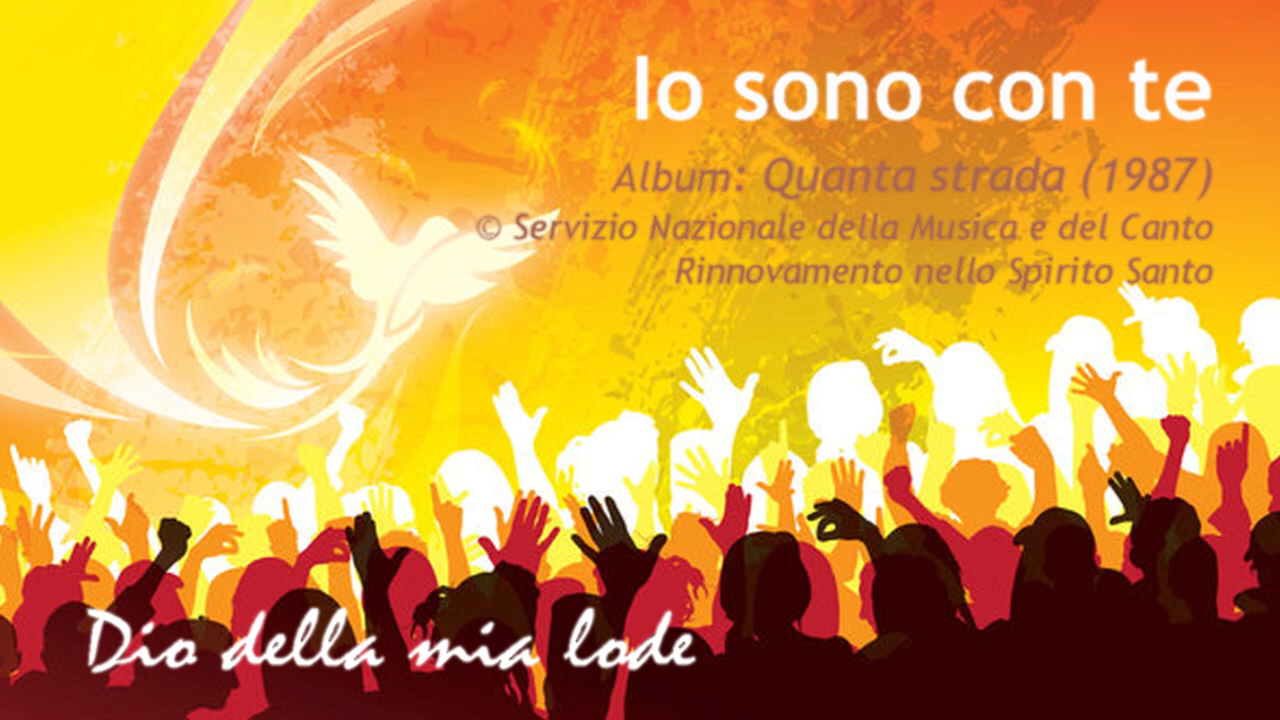 Io sono con te
Album: Quanta strada (1987)
© Servizio Nazionale della Musica e del Canto
Rinnovamento nello Spirito Santo
Dio della mia lode